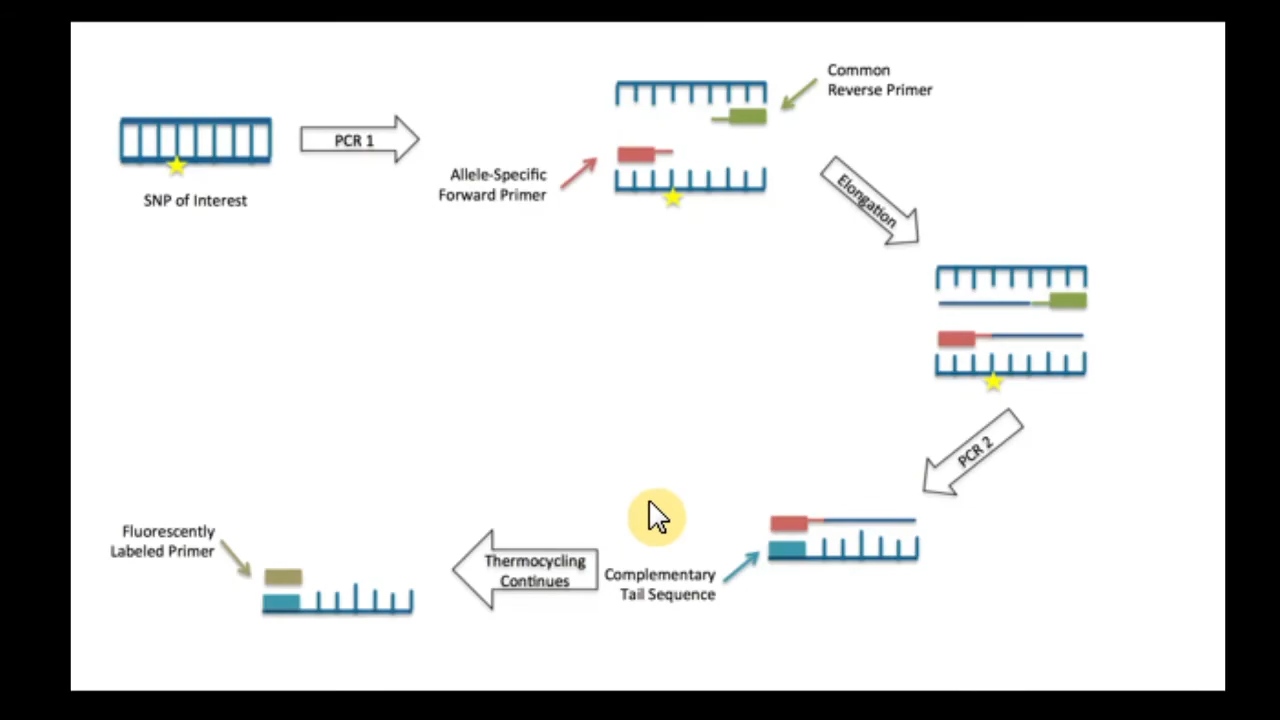 Common
Reverse Primer
PCR 1
Allele-Specific
Forward Primer
SNP of Interest
Elongation
PCR 2
Fluorescently
Labeled Primer
Thermocycling
Continues
Complementary
Tail Sequence